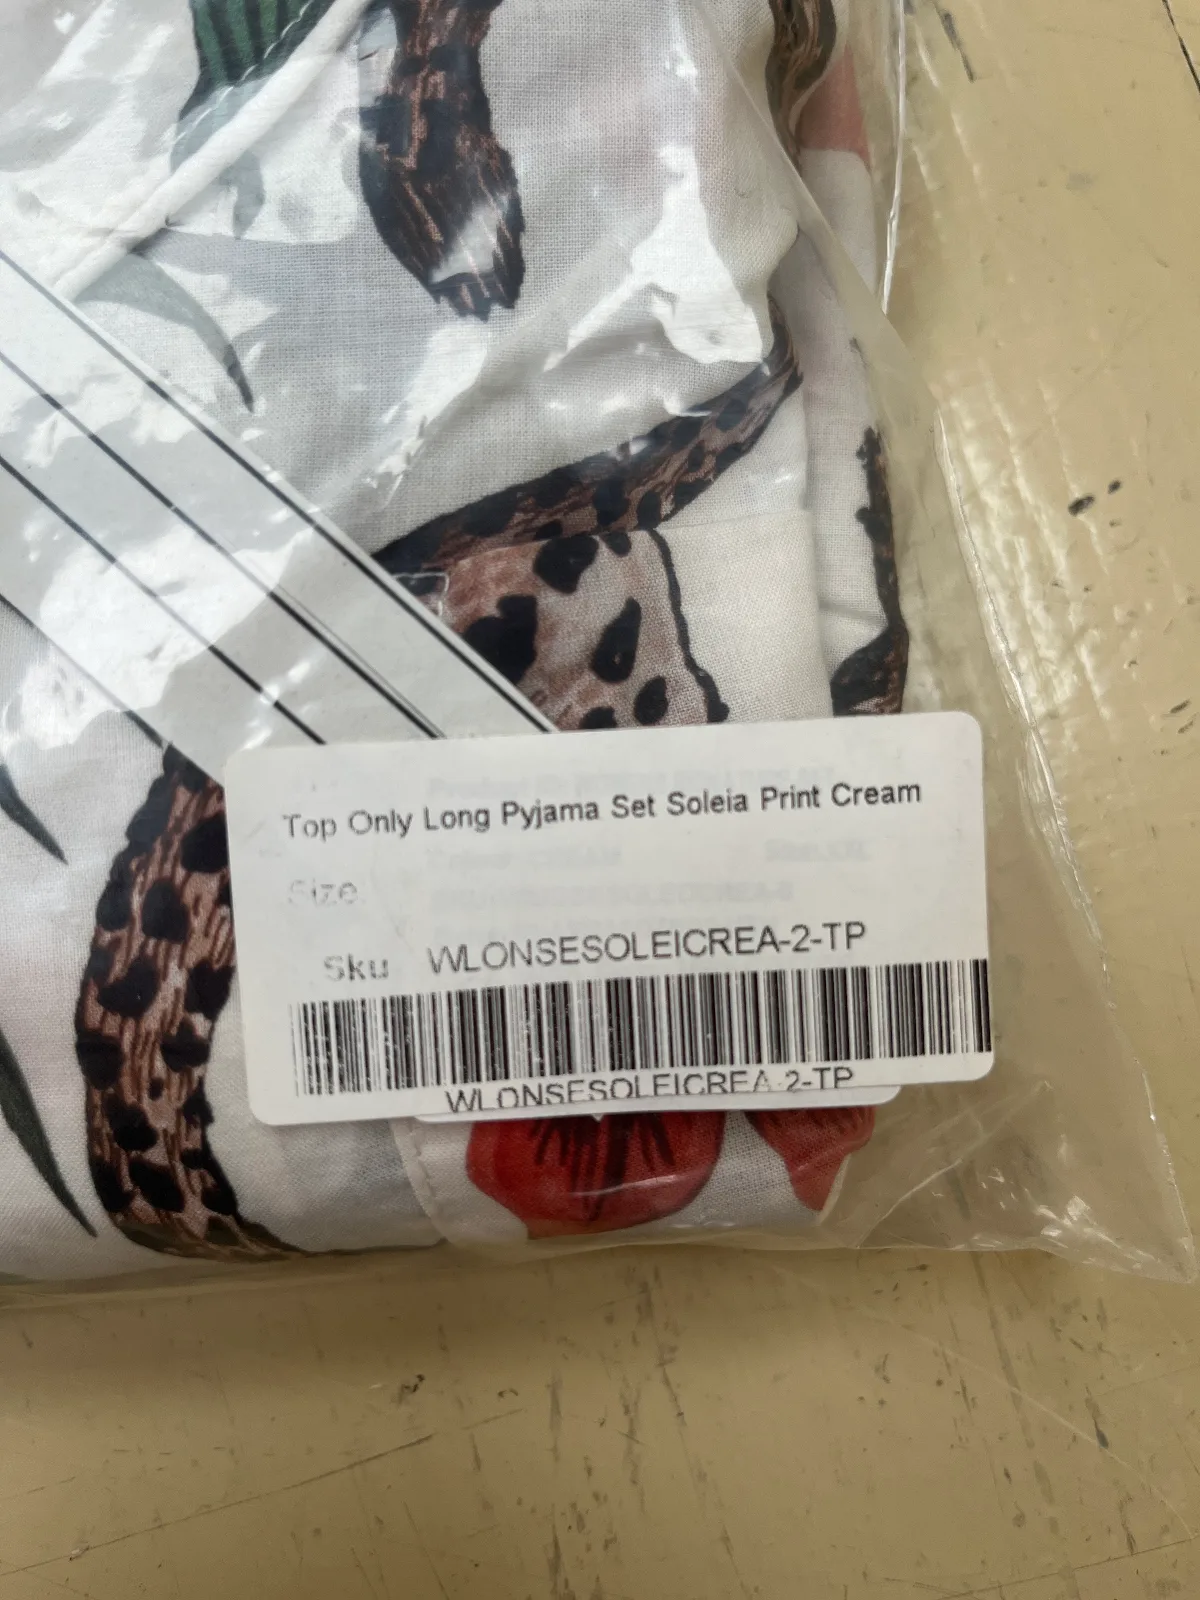 Top Only Long Pyjama Set Soleia Print Cream
Size
Sku WLONSESOLEICREA-2-TP
WLONSESOLEICREA-2-TP